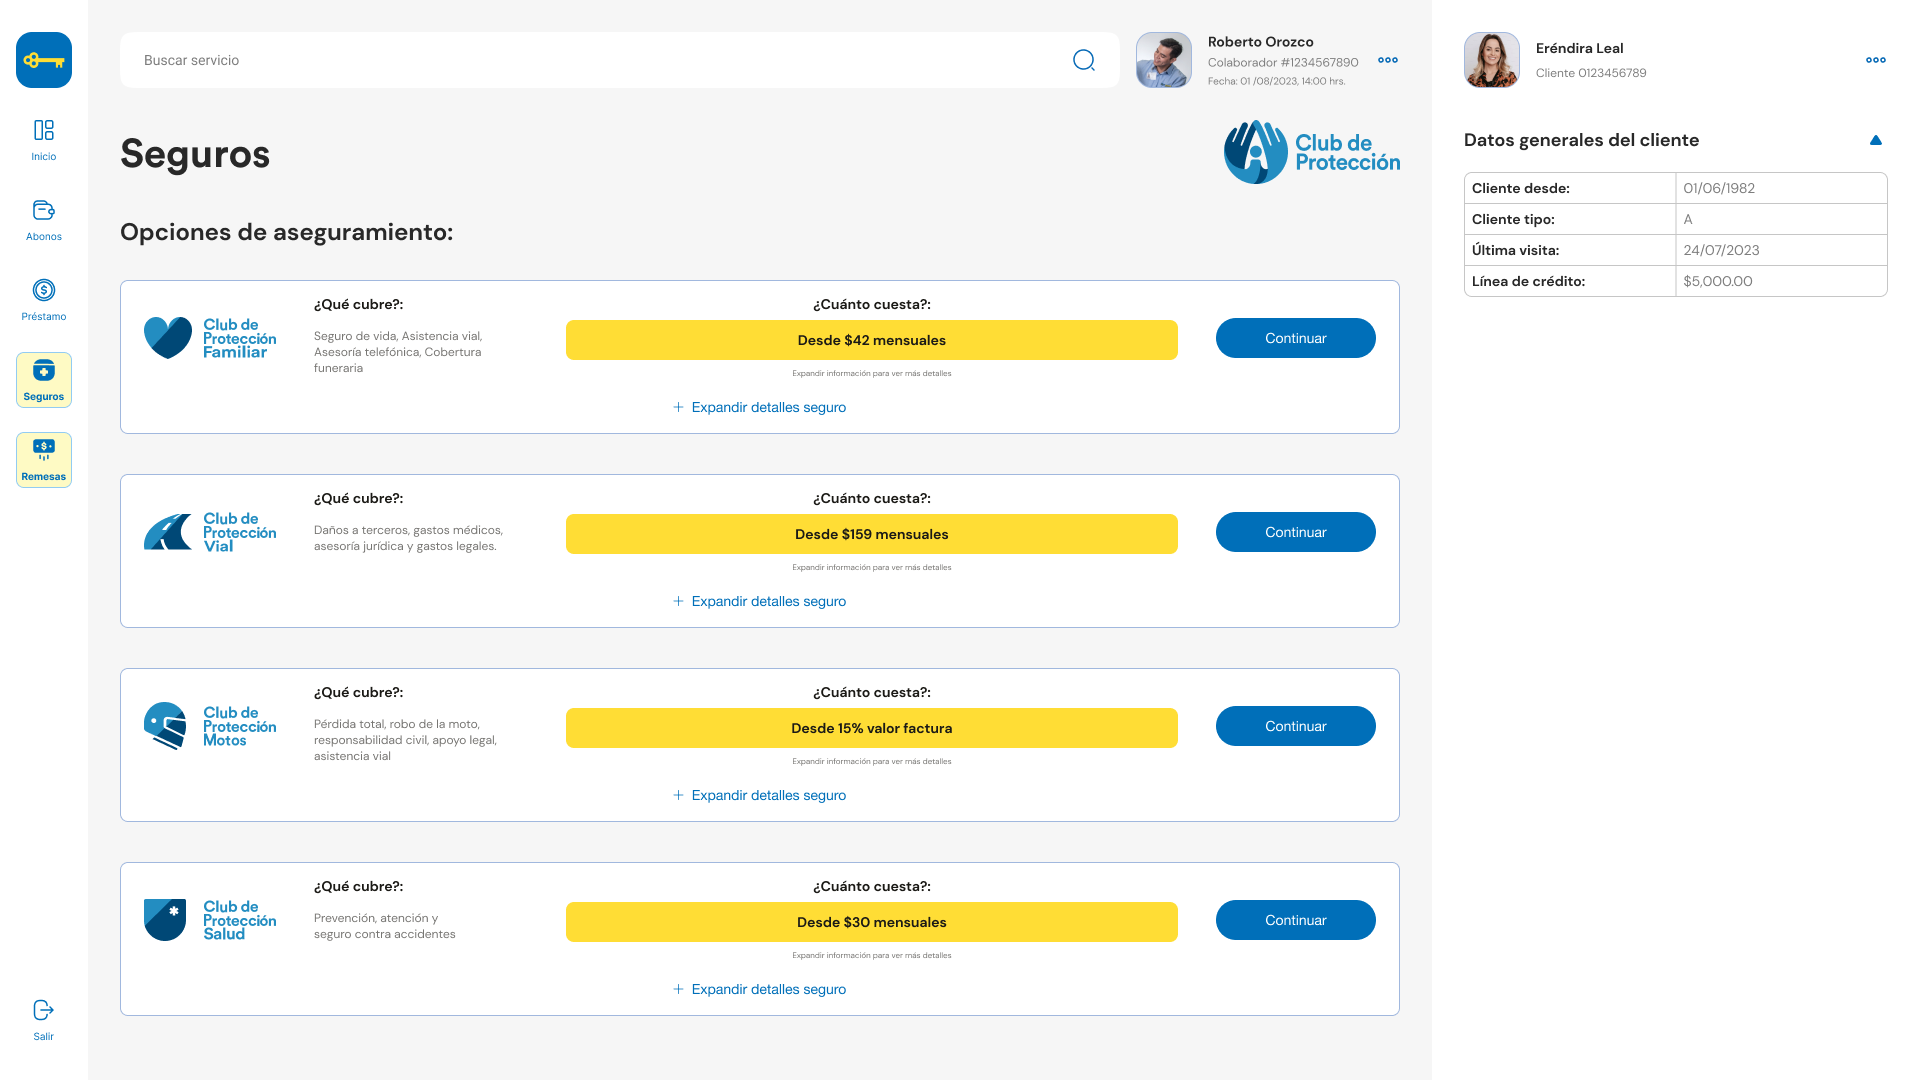 Inicio
Abonos
Préstamo
Seguros
Remesas
Salir
Buscar servicio
Roberto Orozco
Colaborador #1234567890
Fecha: 01 /08/2023, 14:00 hrs.
Seguros
Club de
Protección
Opciones de aseguramiento:
Club de
Protección
Familiar
¿Qué cubre?:
Seguro de vida, Asistencia vial,
Asesoría telefónica, Cobertura
funeraria
¿Cuánto cuesta?:
Desde $42 mensuales
Expandir información para ver más detalles
Continuar
+ Expandir detalles seguro
Club de
Protección
Vial
¿Qué cubre?:
Daños a terceros, gastos médicos,
asesoría jurídica y gastos legales.
¿Cuánto cuesta?:
Desde $159 mensuales
Expandir información para ver más detalles
Continuar
+ Expandir detalles seguro
Club de
Protección
Motos
¿Qué cubre?:
Pérdida total, robo de la moto,
responsabilidad civil, apoyo legal,
asistencia vial
¿Cuánto cuesta?:
Desde 15% valor factura
Expandir información para ver más detalles
Continuar
+ Expandir detalles seguro
Club de
Protección
Salud
¿Qué cubre?:
Prevención, atención y
seguro contra accidentes
¿Cuánto cuesta?:
Desde $30 mensuales
Expandir información para ver más detalles
Continuar
+ Expandir detalles seguro
Eréndira Leal
Cliente 0123456789
Datos generales del cliente
Cliente desde: 01/06/1982
Cliente tipo: A
Última visita: 24/07/2023
Línea de crédito: $5,000.00